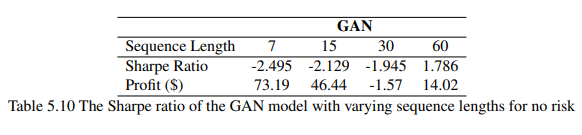 GAN
Sequence Length 7 15 30 60
Sharpe Ratio -2.495 -2.129 -1.945 1.786
Profit ($) 73.19 46.44 -1.57 14.02
Table 5.10 The Sharpe ratio of the GAN model with varying sequence lengths for no risk